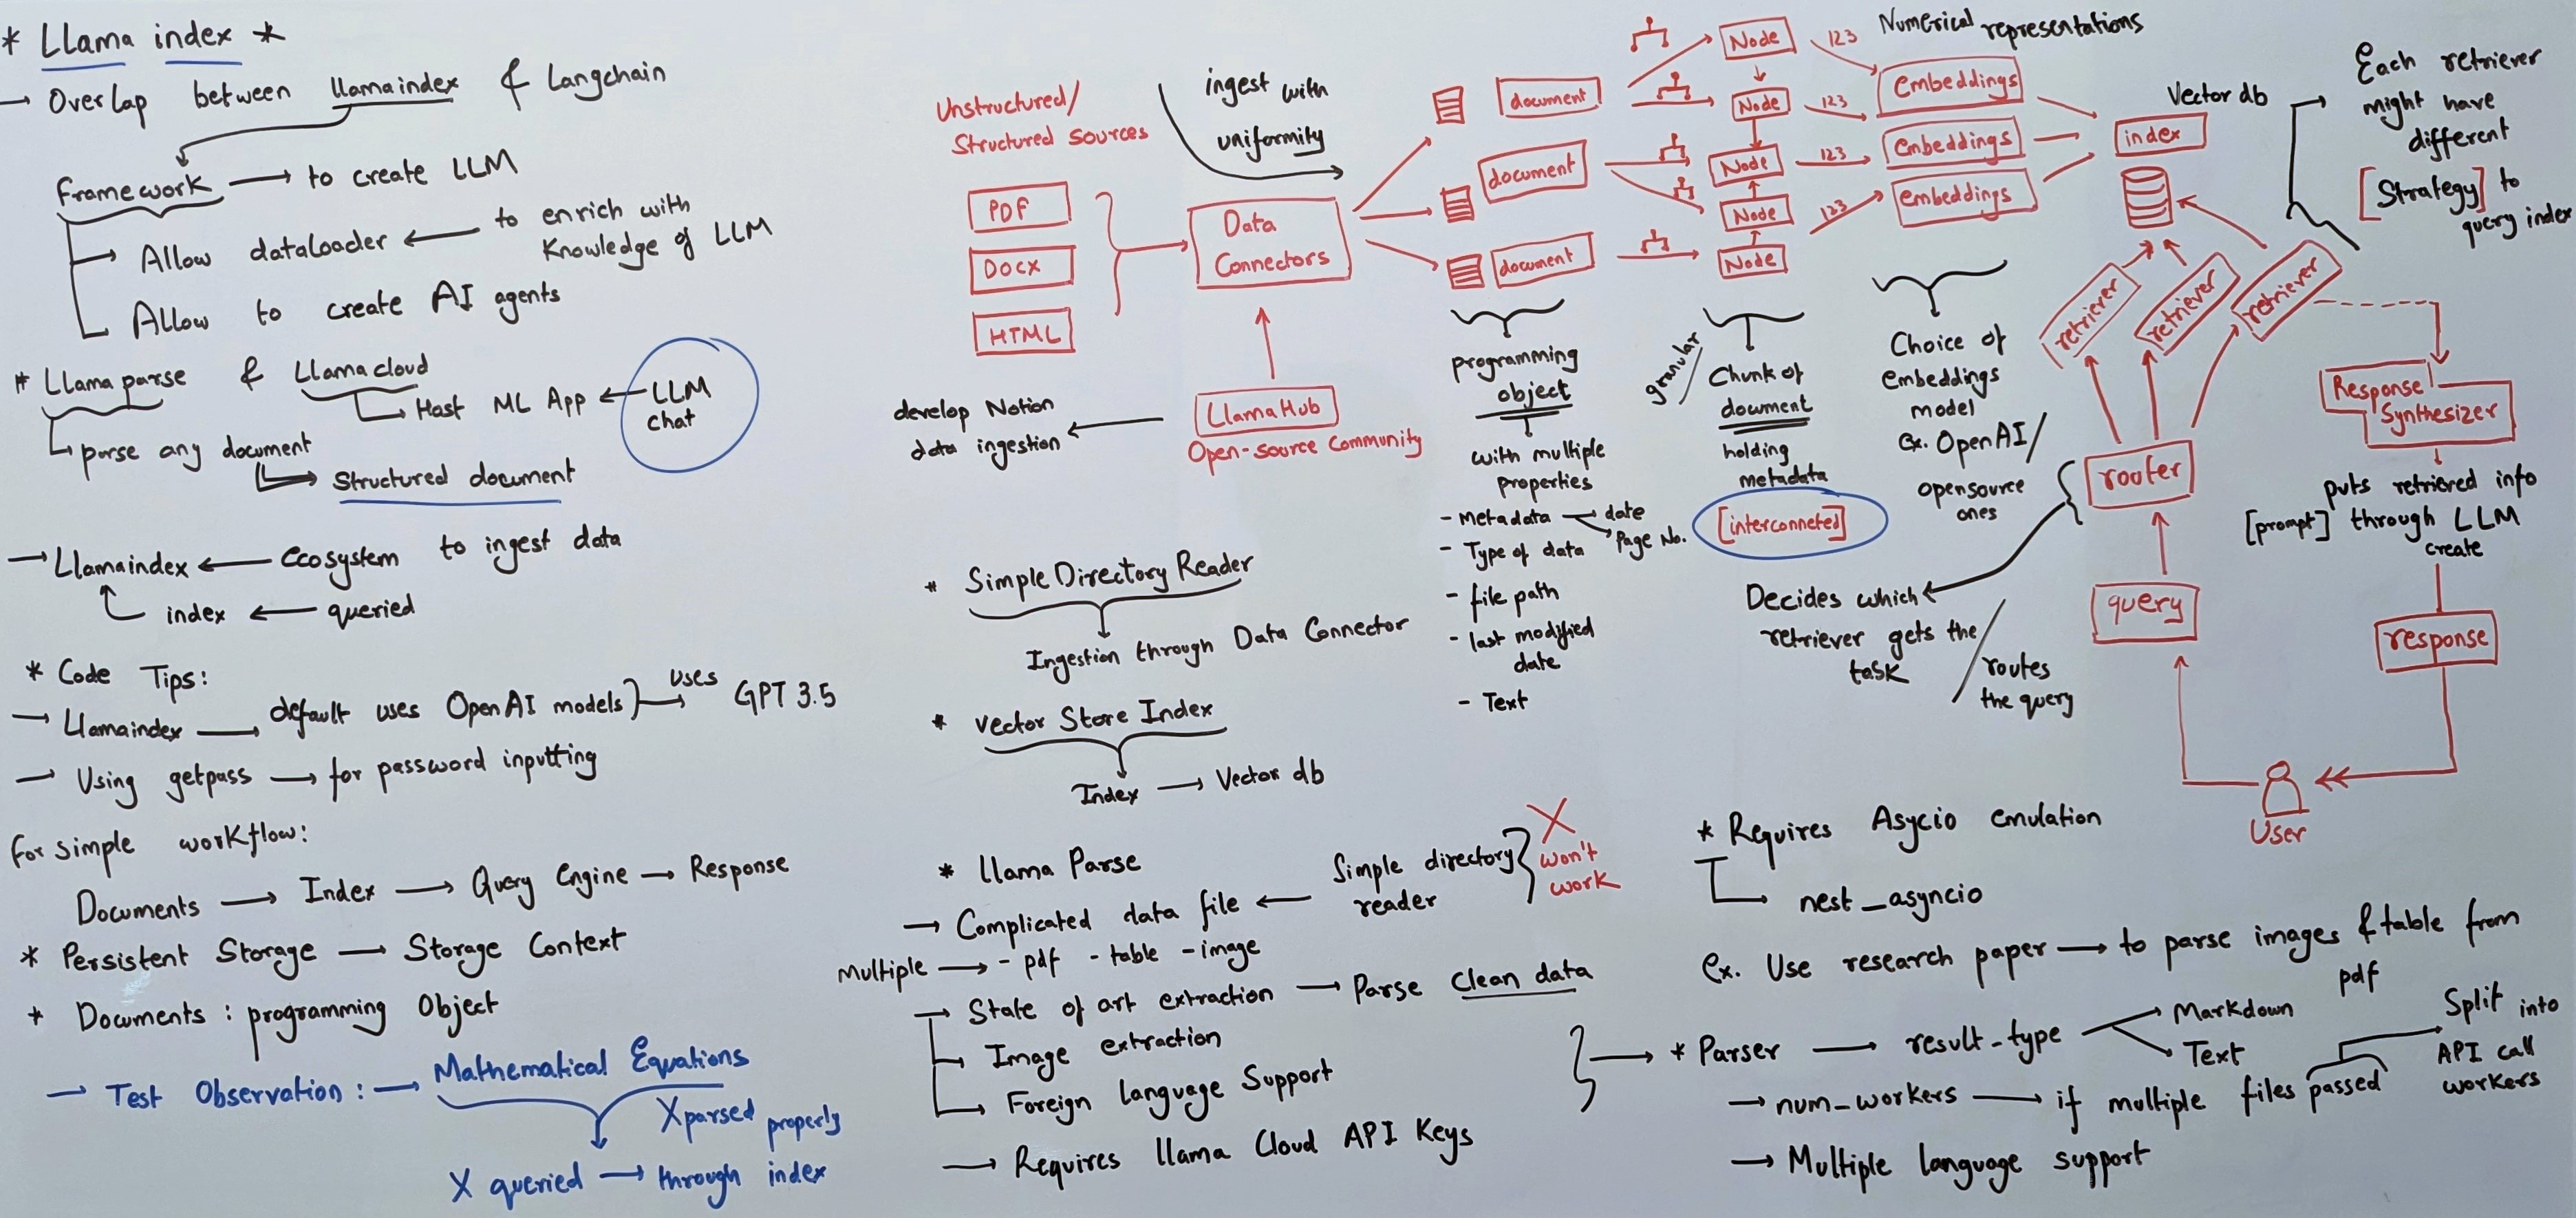 * Llama index *
→ Overlap between llamaindex & Langchain
framework → to create LLM
→ Allow dataloader ← to enrich with
Knowledge of LLM
Allow to create AI agents
* Llama parse & Llama cloud
→ Host ML App ← LLM
chat
→ parse any document
→ Structured document
→ Llamaindex ← ecosystem to ingest data
index ← queried
* Code Tips:
→ Llamaindex → default uses OpenAI models } → uses GPT 3.5
→ Using getpass → for password inputting
for simple workflow:
Documents → Index → Query Engine → Response
* Persistent Storage → Storage Context
* Documents : programming Object
→ Test Observation : → Mathematical Equations
X parsed properly
X queried → through index
Unstructured/
Structured Sources
PDF
Docx
HTML
ingest with
uniformity
Data
Connectors
LlamaHub
Open-source Community
develop Notion
data ingestion
document
document
document
Node
Node
Node
Node
Node
123
123
123
123
Numerical representations
Embeddings
Embeddings
Embeddings
Vector db
index
Each retriever
might have
different
[Strategy] to
query index
retriever
retriever
retriever
Response
Synthesizer
puts retrieved info
[prompt] through LLM
create
response
router
query
User
Decides which
retriever gets the
task
/ routes
the query
programming
object
with multiple
properties
- Metadata → date
Page No.
- Type of data
- file path
- last modified
date
- Text
granular /
Chunk of
document
holding
metadata
[interconneted]
Choice of
embeddings
model
Ex. OpenAI/
opensource
ones
* Simple Directory Reader
Ingestion through Data Connector
* Vector Store Index
Index → Vector db
* Llama Parse
→ Complicated data file ← Simple directory
reader
X
won't
work
Multiple → - pdf - table - image
→ State of art extraction → Parse Clean data
→ Image extraction
→ Foreign language Support
→ Requires llama Cloud API Keys
* Requires Asycio emulation
→ nest_asyncio
Ex. Use research paper → to parse images & table from
pdf
→ * Parser → result_type → Markdown
Text
→ num_workers → if multiple files passed
Split into
API call
workers
→ Multiple language support